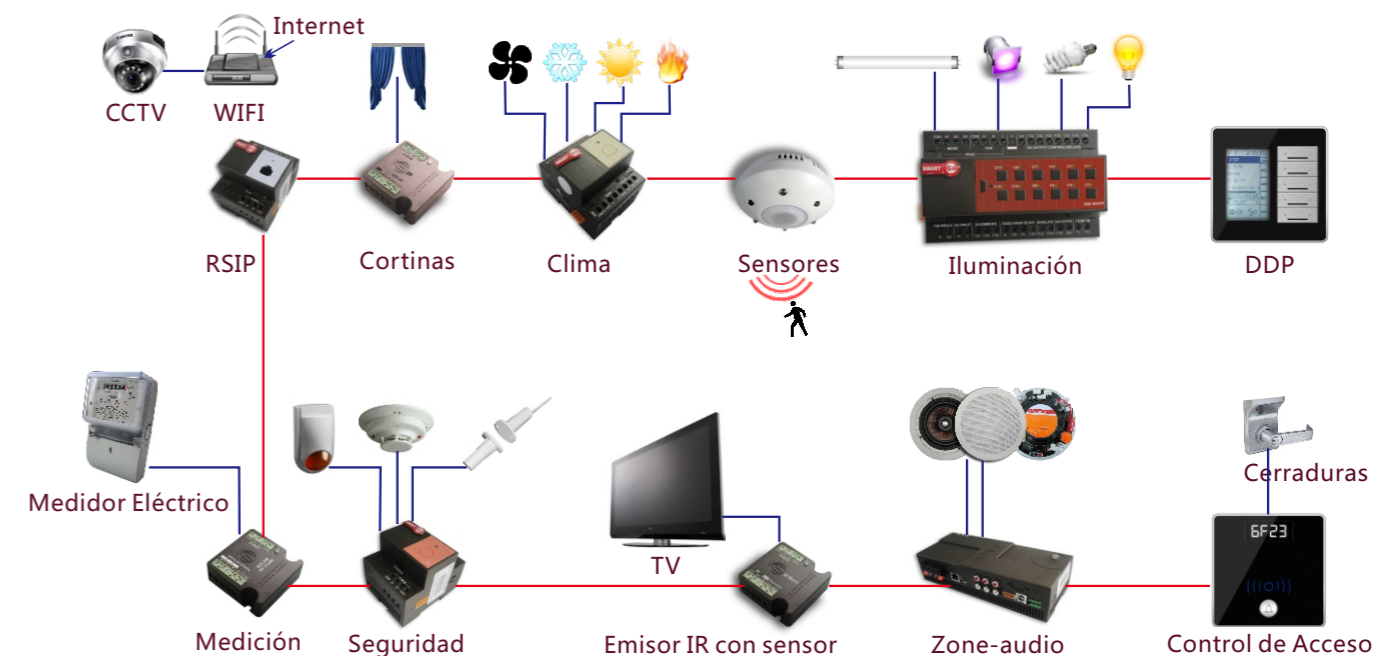 Internet
CCTV
WIFI
SMART
RSIP
Cortinas
Clima
Sensores
Iluminación
DDP
Medidor Eléctrico
TV
Cerraduras
6F23
Medición
Seguridad
Emisor IR con sensor
Zone-audio
Control de Acceso